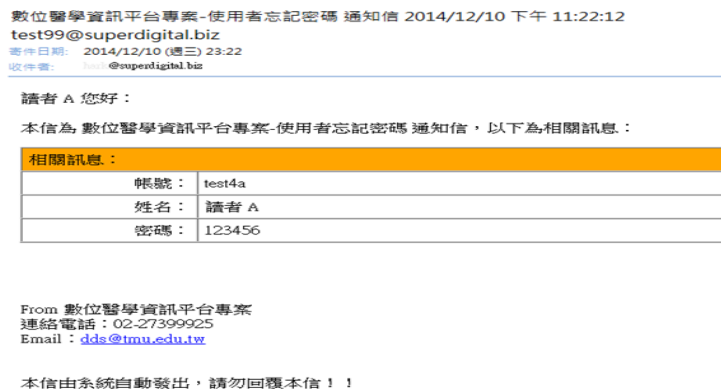 數位醫學資訊平台專案-使用者忘記密碼 通知信 2014/12/10 下午 11:22:12
test99@superdigital.biz
寄件日期: 2014/12/10 (週三) 23:22
收件者: @superdigital.biz
讀者 A 您好：
本信為 數位醫學資訊平台專案-使用者忘記密碼 通知信，以下為相關訊息：
相關訊息：
帳號： test4a
姓名： 讀者 A
密碼： 123456
From 數位醫學資訊平台專案
連絡電話：02-27399925
Email：dds@tmu.edu.tw
本信由系統自動發出，請勿回覆本信！！